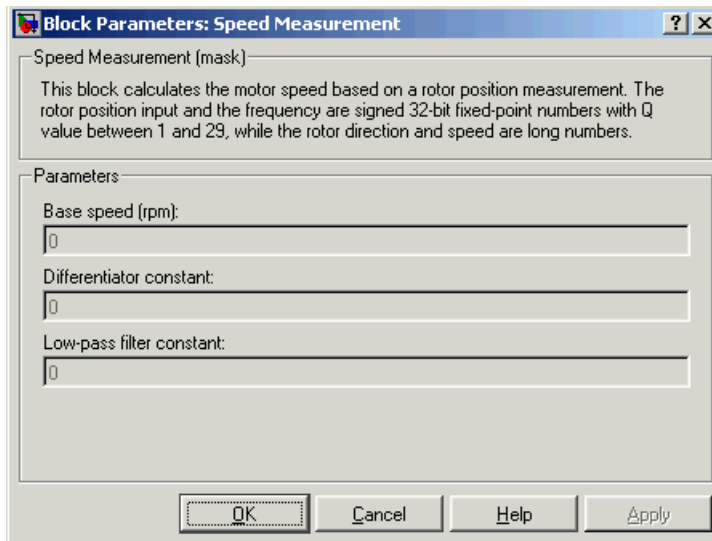 Block Parameters: Speed Measurement
Speed Measurement (mask)
This block calculates the motor speed based on a rotor position measurement. The
rotor position input and the frequency are signed 32-bit fixed-point numbers with Q
value between 1 and 29, while the rotor direction and speed are long numbers.
Parameters
Base speed (rpm):
0
Differentiator constant:
0
Low-pass filter constant:
0
OK Cancel Help Apply